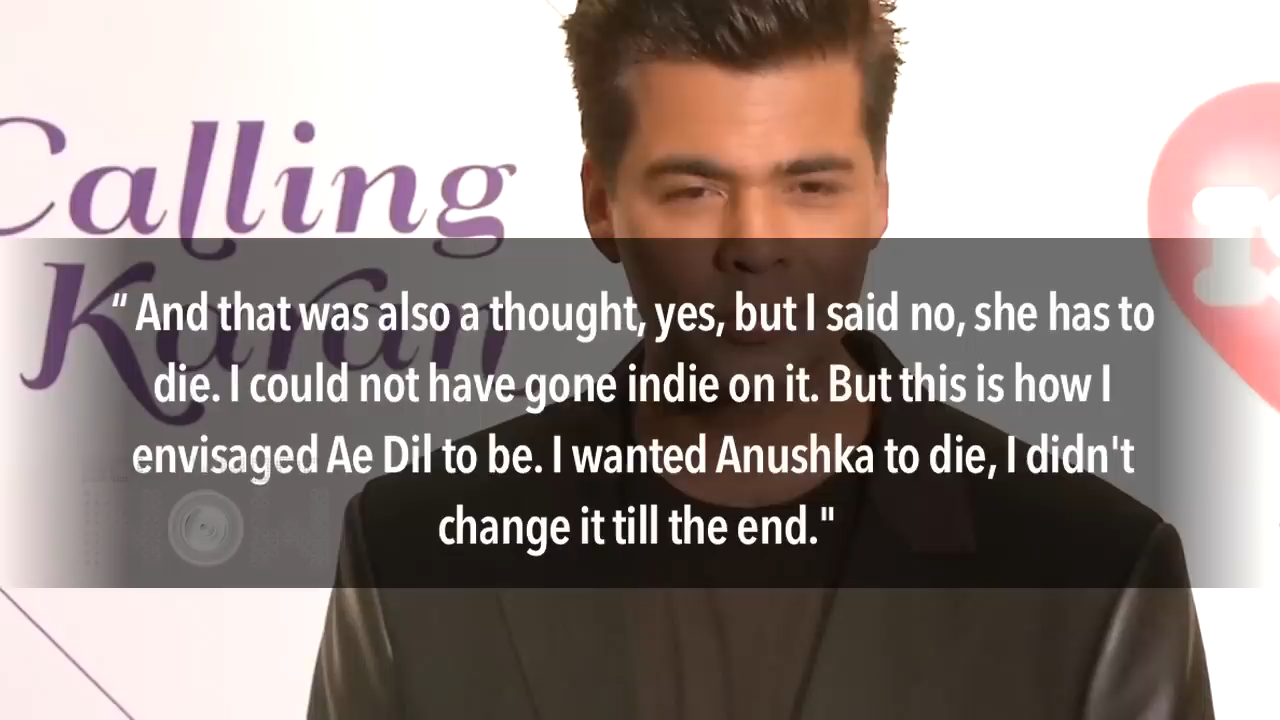 Calling
Karan
“ And that was also a thought, yes, but I said no, she has to
die. I could not have gone indie on it. But this is how I
envisaged Ae Dil to be. I wanted Anushka to die, I didn't
change it till the end."